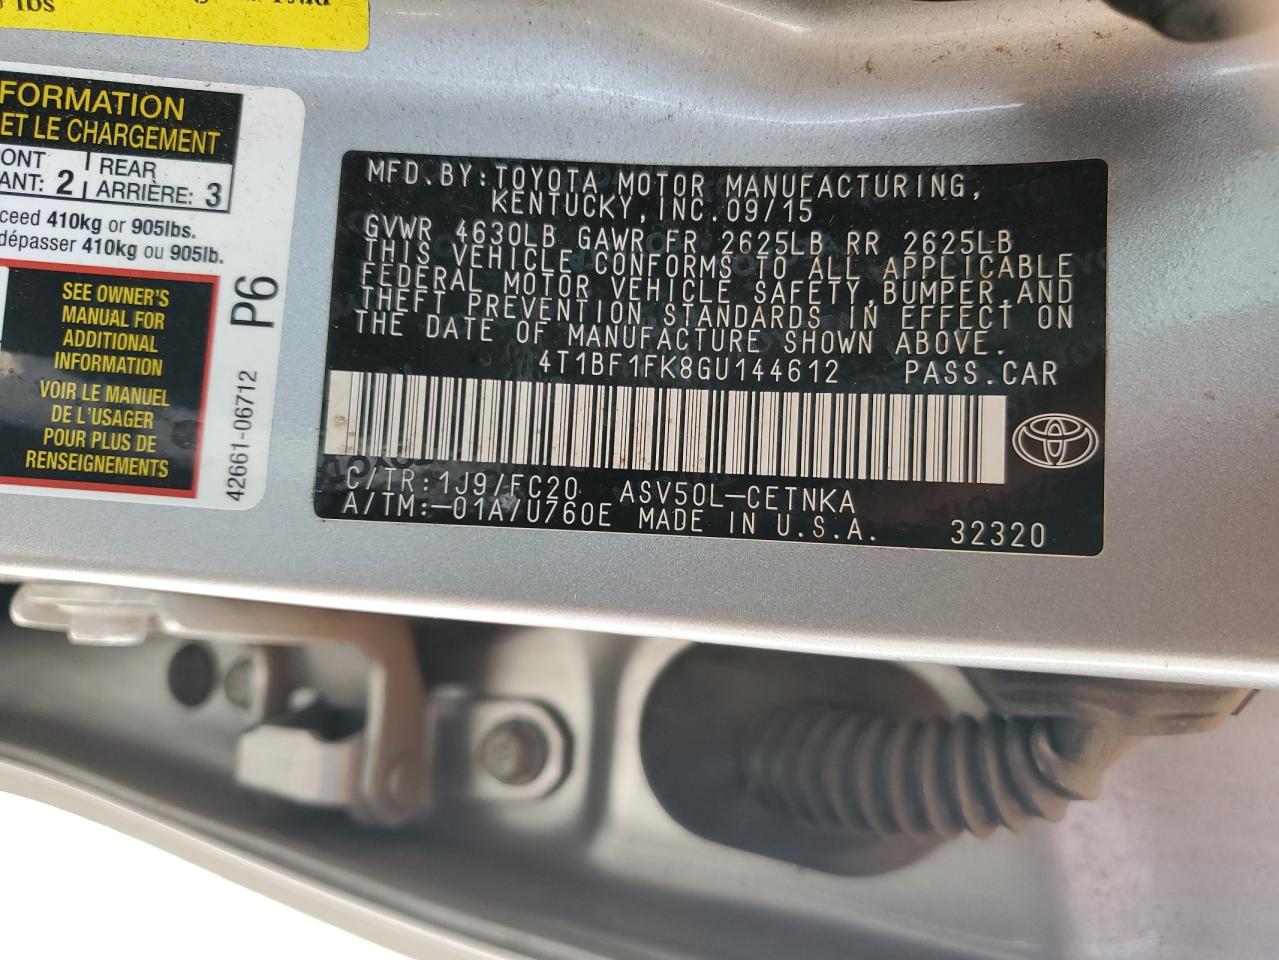 lbs
FORMATION
ET LE CHARGEMENT
ONT 2 REAR 3
ANT: ARRIÈRE:
xceed 410kg or 905lbs.
dépasser 410kg ou 905lb.
SEE OWNER'S
MANUAL FOR
ADDITIONAL
INFORMATION
VOIR LE MANUEL
DE L'USAGER
POUR PLUS DE
RENSEIGNEMENTS
P6
42661-06712
MFD.BY:TOYOTA MOTOR MANUFACTURING,
KENTUCKY,INC.09/15
GVWR 4630LB GAWR FR 2625LB RR 2625LB
THIS VEHICLE CONFORMS TO ALL APPLICABLE
FEDERAL MOTOR VEHICLE SAFETY,BUMPER,AND
THEFT PREVENTION STANDARDS IN EFFECT ON
THE DATE OF MANUFACTURE SHOWN ABOVE.
4T1BF1FK8GU144612 PASS.CAR
C/TR:1J9/FC20 ASV50L-CETNKA
A/TM:-01A/U760E MADE IN U.S.A. 32320